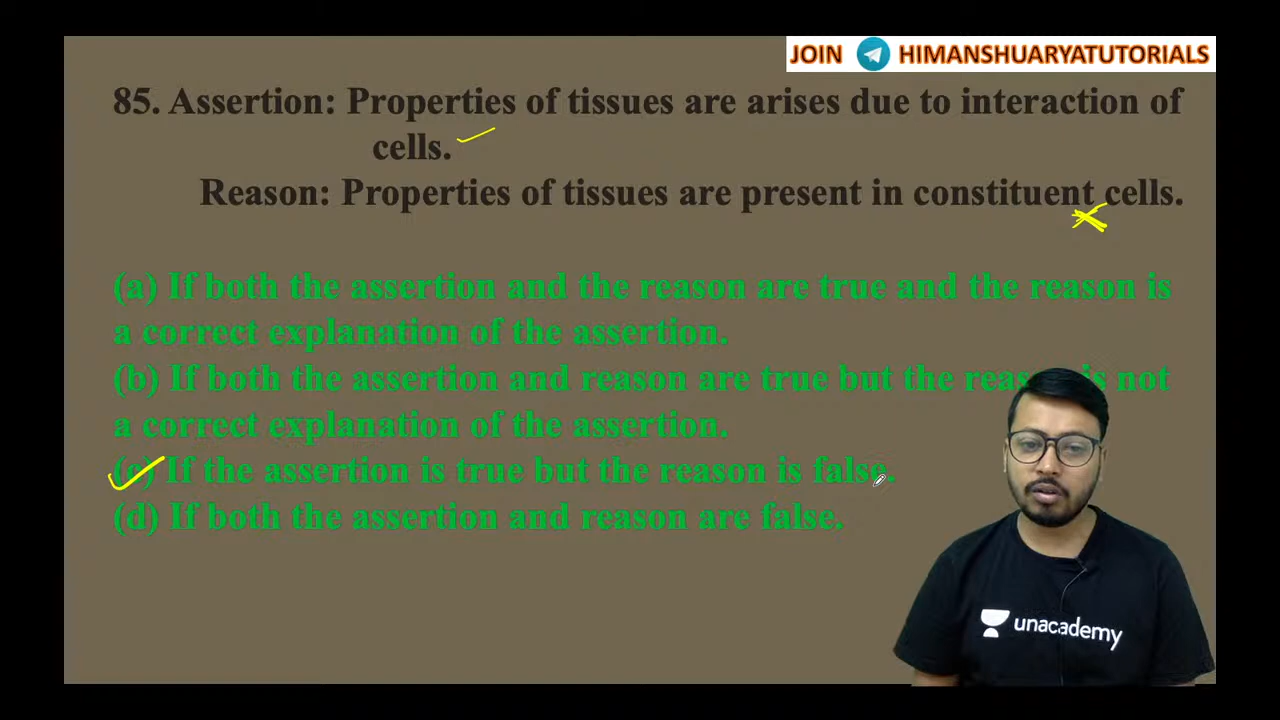 JOIN HIMANSHUARYATUTORIALS
85. Assertion: Properties of tissues are arises due to interaction of
cells.
Reason: Properties of tissues are present in constituent cells.
(a) If both the assertion and the reason are true and the reason is
a correct explanation of the assertion.
(b) If both the assertion and reason are true but the reason is not
a correct explanation of the assertion.
(c) If the assertion is true but the reason is false.
(d) If both the assertion and reason are false.
unacademy